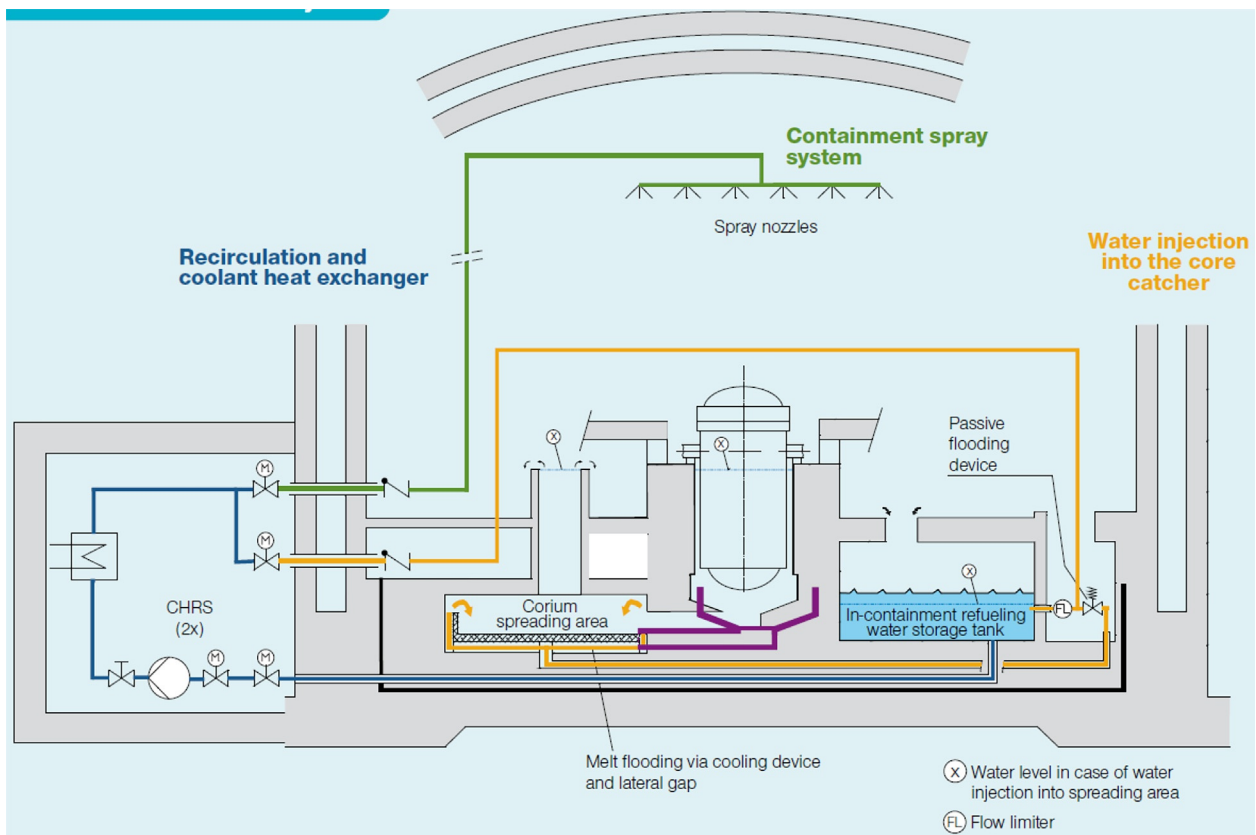 Containment spray
system
Spray nozzles
Recirculation and
coolant heat exchanger
Water injection
into the core
catcher
Passive
flooding
device
X
X
M
M
CHRS
(2x)
M
M
Corium
spreading area
X
In-containment refueling
water storage tank
FL
Melt flooding via cooling device
and lateral gap
X Water level in case of water
injection into spreading area
FL Flow limiter